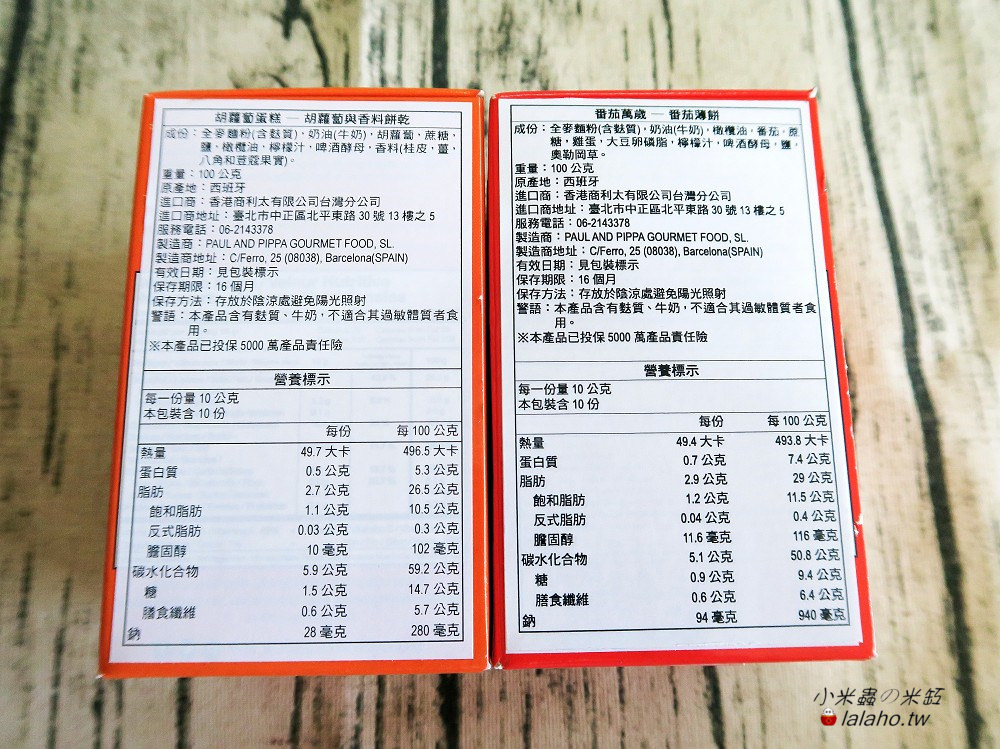 胡蘿蔔蛋糕 — 胡蘿蔔與香料餅乾
成份：全麥麵粉(含麩質)，奶油(牛奶)，胡蘿蔔，蔗糖，
鹽，橄欖油，檸檬汁，啤酒酵母，香料(桂皮，薑，
八角和荳蔻果實)。
重量：100 公克
原產地：西班牙
進口商：香港商利太有限公司台灣分公司
進口商地址：臺北市中正區北平東路 30 號 13 樓之 5
服務電話：06-2143378
製造商：PAUL AND PIPPA GOURMET FOOD, SL.
製造商地址：C/Ferro, 25 (08038), Barcelona(SPAIN)
有效日期：見包裝標示
保存期限：16 個月
保存方法：存放於陰涼處避免陽光照射
警語：本產品含有麩質、牛奶，不適合其過敏體質者食
用。
※本產品已投保 5000 萬產品責任險
營養標示
每一份量 10 公克
本包裝含 10 份
每份 每 100 公克
熱量 49.7 大卡 496.5 大卡
蛋白質 0.5 公克 5.3 公克
脂肪 2.7 公克 26.5 公克
飽和脂肪 1.1 公克 10.5 公克
反式脂肪 0.03 公克 0.3 公克
膽固醇 10 毫克 102 毫克
碳水化合物 5.9 公克 59.2 公克
糖 1.5 公克 14.7 公克
膳食纖維 0.6 公克 5.7 公克
鈉 28 毫克 280 毫克
番茄萬歲 — 番茄薄餅
成份：全麥麵粉(含麩質)，奶油(牛奶)，橄欖油，番茄，蔗
糖，雞蛋，大豆卵磷脂，檸檬汁，啤酒酵母，鹽，
奧勒岡草。
重量：100 公克
原產地：西班牙
進口商：香港商利太有限公司台灣分公司
進口商地址：臺北市中正區北平東路 30 號 13 樓之 5
服務電話：06-2143378
製造商：PAUL AND PIPPA GOURMET FOOD, SL.
製造商地址：C/Ferro, 25 (08038), Barcelona(SPAIN)
有效日期：見包裝標示
保存期限：16 個月
保存方法：存放於陰涼處避免陽光照射
警語：本產品含有麩質、牛奶，不適合其過敏體質者食
用。
※本產品已投保 5000 萬產品責任險
營養標示
每一份量 10 公克
本包裝含 10 份
每份 每 100 公克
熱量 49.4 大卡 493.8 大卡
蛋白質 0.7 公克 7.4 公克
脂肪 2.9 公克 29 公克
飽和脂肪 1.2 公克 11.5 公克
反式脂肪 0.04 公克 0.4 公克
膽固醇 11.6 毫克 116 毫克
碳水化合物 5.1 公克 50.8 公克
糖 0.9 公克 9.4 公克
膳食纖維 0.6 公克 6.4 公克
鈉 94 毫克 940 毫克
小米蟲の米缸
lalaho.tw